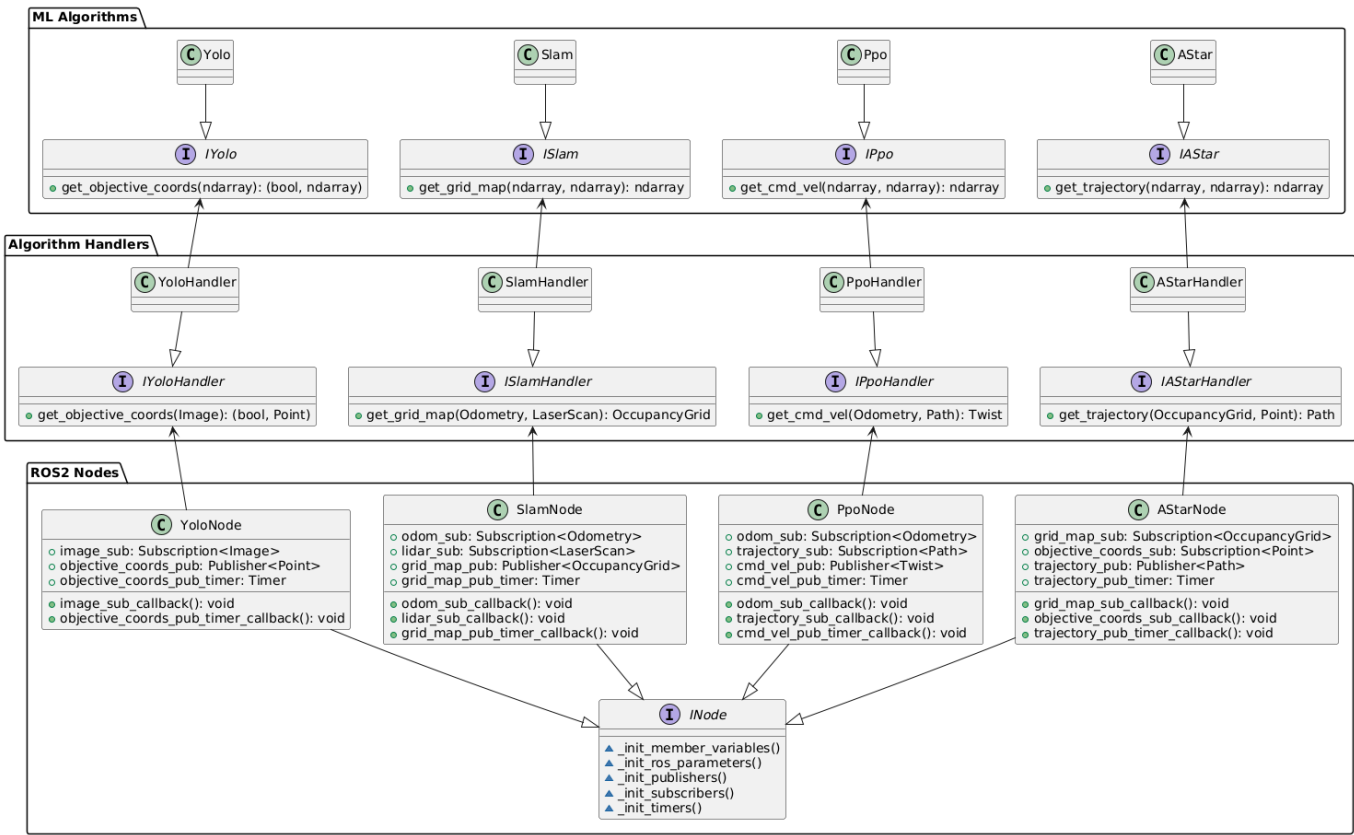 ML Algorithms
C Yolo
C Slam
C Ppo
C AStar
I IYolo
get_objective_coords(ndarray): (bool, ndarray)
I ISlam
get_grid_map(ndarray, ndarray): ndarray
I IPpo
get_cmd_vel(ndarray, ndarray): ndarray
I IAStar
get_trajectory(ndarray, ndarray): ndarray
Algorithm Handlers
C YoloHandler
C SlamHandler
C PpoHandler
C AStarHandler
I IYoloHandler
get_objective_coords(Image): (bool, Point)
I ISlamHandler
get_grid_map(Odometry, LaserScan): OccupancyGrid
I IPpoHandler
get_cmd_vel(Odometry, Path): Twist
I IAStarHandler
get_trajectory(OccupancyGrid, Point): Path
ROS2 Nodes
C YoloNode
image_sub: Subscription<Image>
objective_coords_pub: Publisher<Point>
objective_coords_pub_timer: Timer
image_sub_callback(): void
objective_coords_pub_timer_callback(): void
C SlamNode
odom_sub: Subscription<Odometry>
lidar_sub: Subscription<LaserScan>
grid_map_pub: Publisher<OccupancyGrid>
grid_map_pub_timer: Timer
odom_sub_callback(): void
lidar_sub_callback(): void
grid_map_pub_timer_callback(): void
C PpoNode
odom_sub: Subscription<Odometry>
trajectory_sub: Subscription<Path>
cmd_vel_pub: Publisher<Twist>
cmd_vel_pub_timer: Timer
odom_sub_callback(): void
trajectory_sub_callback(): void
cmd_vel_pub_timer_callback(): void
C AStarNode
grid_map_sub: Subscription<OccupancyGrid>
objective_coords_sub: Subscription<Point>
trajectory_pub: Publisher<Path>
trajectory_pub_timer: Timer
grid_map_sub_callback(): void
objective_coords_sub_callback(): void
trajectory_pub_timer_callback(): void
I INode
_init_member_variables()
_init_ros_parameters()
_init_publishers()
_init_subscribers()
_init_timers()